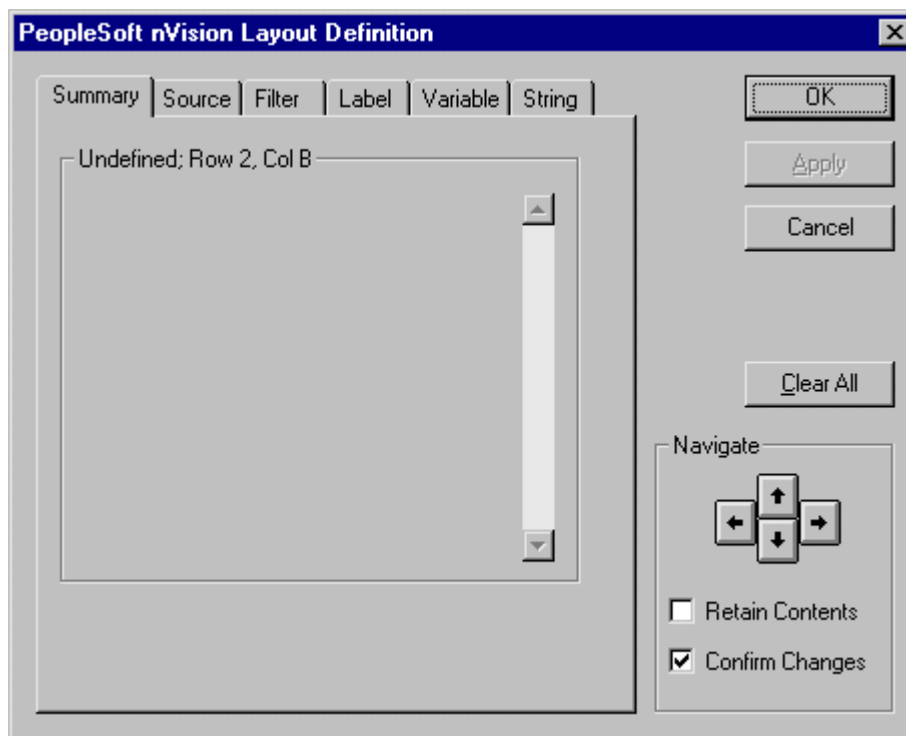 PeopleSoft nVision Layout Definition
Summary Source Filter Label Variable String
Undefined; Row 2, Col B
OK
Apply
Cancel
Clear All
Navigate
Retain Contents
Confirm Changes